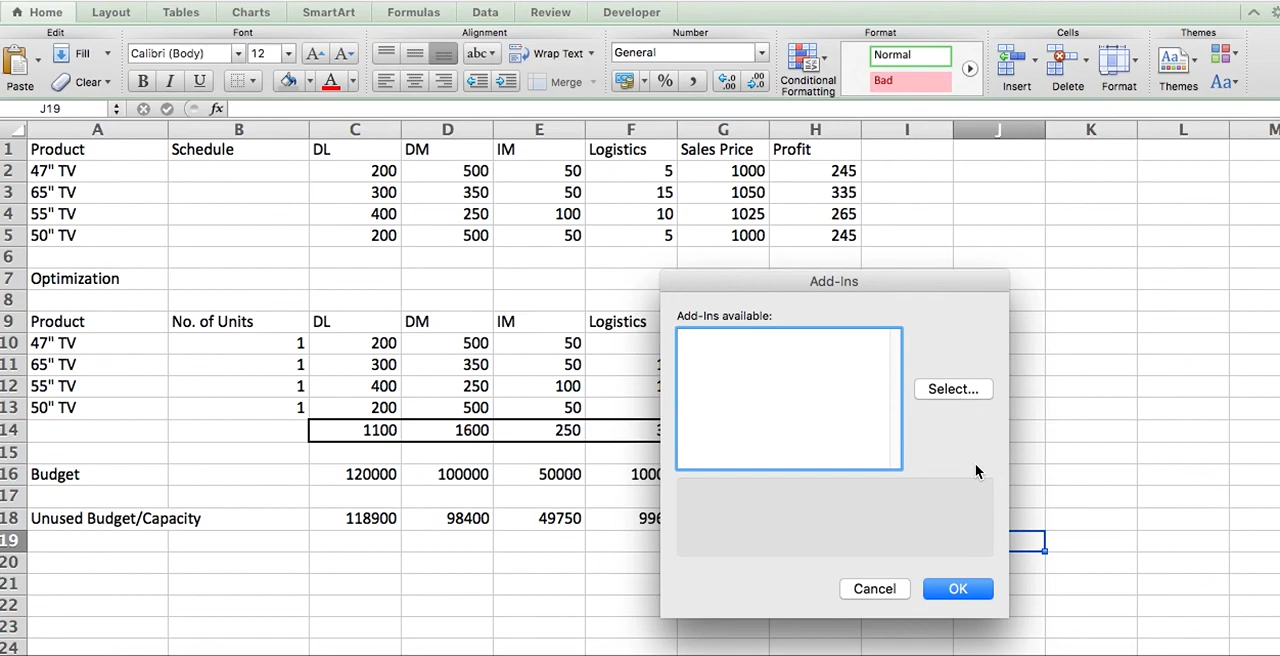 Home Layout Tables Charts SmartArt Formulas Data Review Developer
Edit Font Alignment Number Format Cells Themes
Fill Calibri (Body) 12 A A abc Wrap Text General Normal
Paste Clear B I U A Merge % , .00 .00 Conditional Formatting Bad Insert Delete Format Themes Aa
J19 fx
A B C D E F G H I J K L M
1 Product Schedule DL DM IM Logistics Sales Price Profit
2 47" TV 200 500 50 5 1000 245
3 65" TV 300 350 50 15 1050 335
4 55" TV 400 250 100 10 1025 265
5 50" TV 200 500 50 5 1000 245
6
7 Optimization
8
9 Product No. of Units DL DM IM Logistics
10 47" TV 1 200 500 50
11 65" TV 1 300 350 50
12 55" TV 1 400 250 100
13 50" TV 1 200 500 50
14 1100 1600 250
15
16 Budget 120000 100000 50000 1000
17
18 Unused Budget/Capacity 118900 98400 49750 996
19
20
21
22
23
24
Add-Ins
Add-Ins available:
Select...
Cancel OK